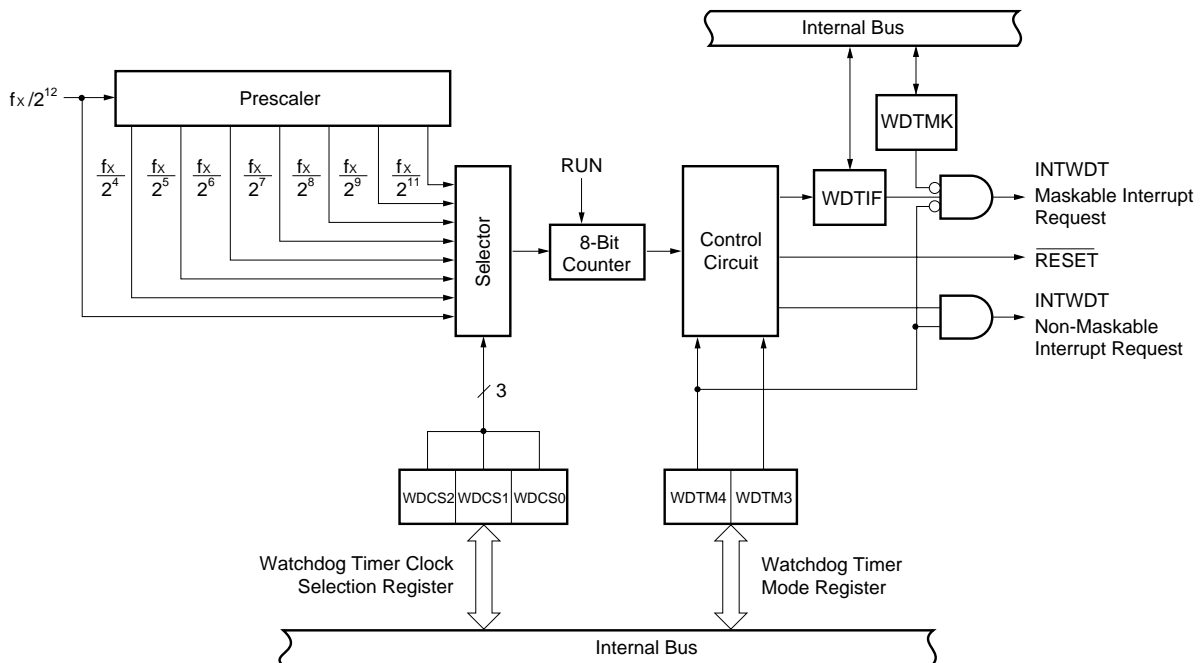 Internal Bus
Prescaler
fX/2^12
WDTMK
fX/2^4
fX/2^5
fX/2^6
fX/2^7
fX/2^8
fX/2^9
fX/2^11
RUN
INTWDT
Maskable Interrupt
Request
WDTIF
Selector
8-Bit
Counter
Control
Circuit
RESET
INTWDT
Non-Maskable
Interrupt Request
3
WDCS2
WDCS1
WDCS0
WDTM4
WDTM3
Watchdog Timer Clock
Selection Register
Watchdog Timer
Mode Register
Internal Bus